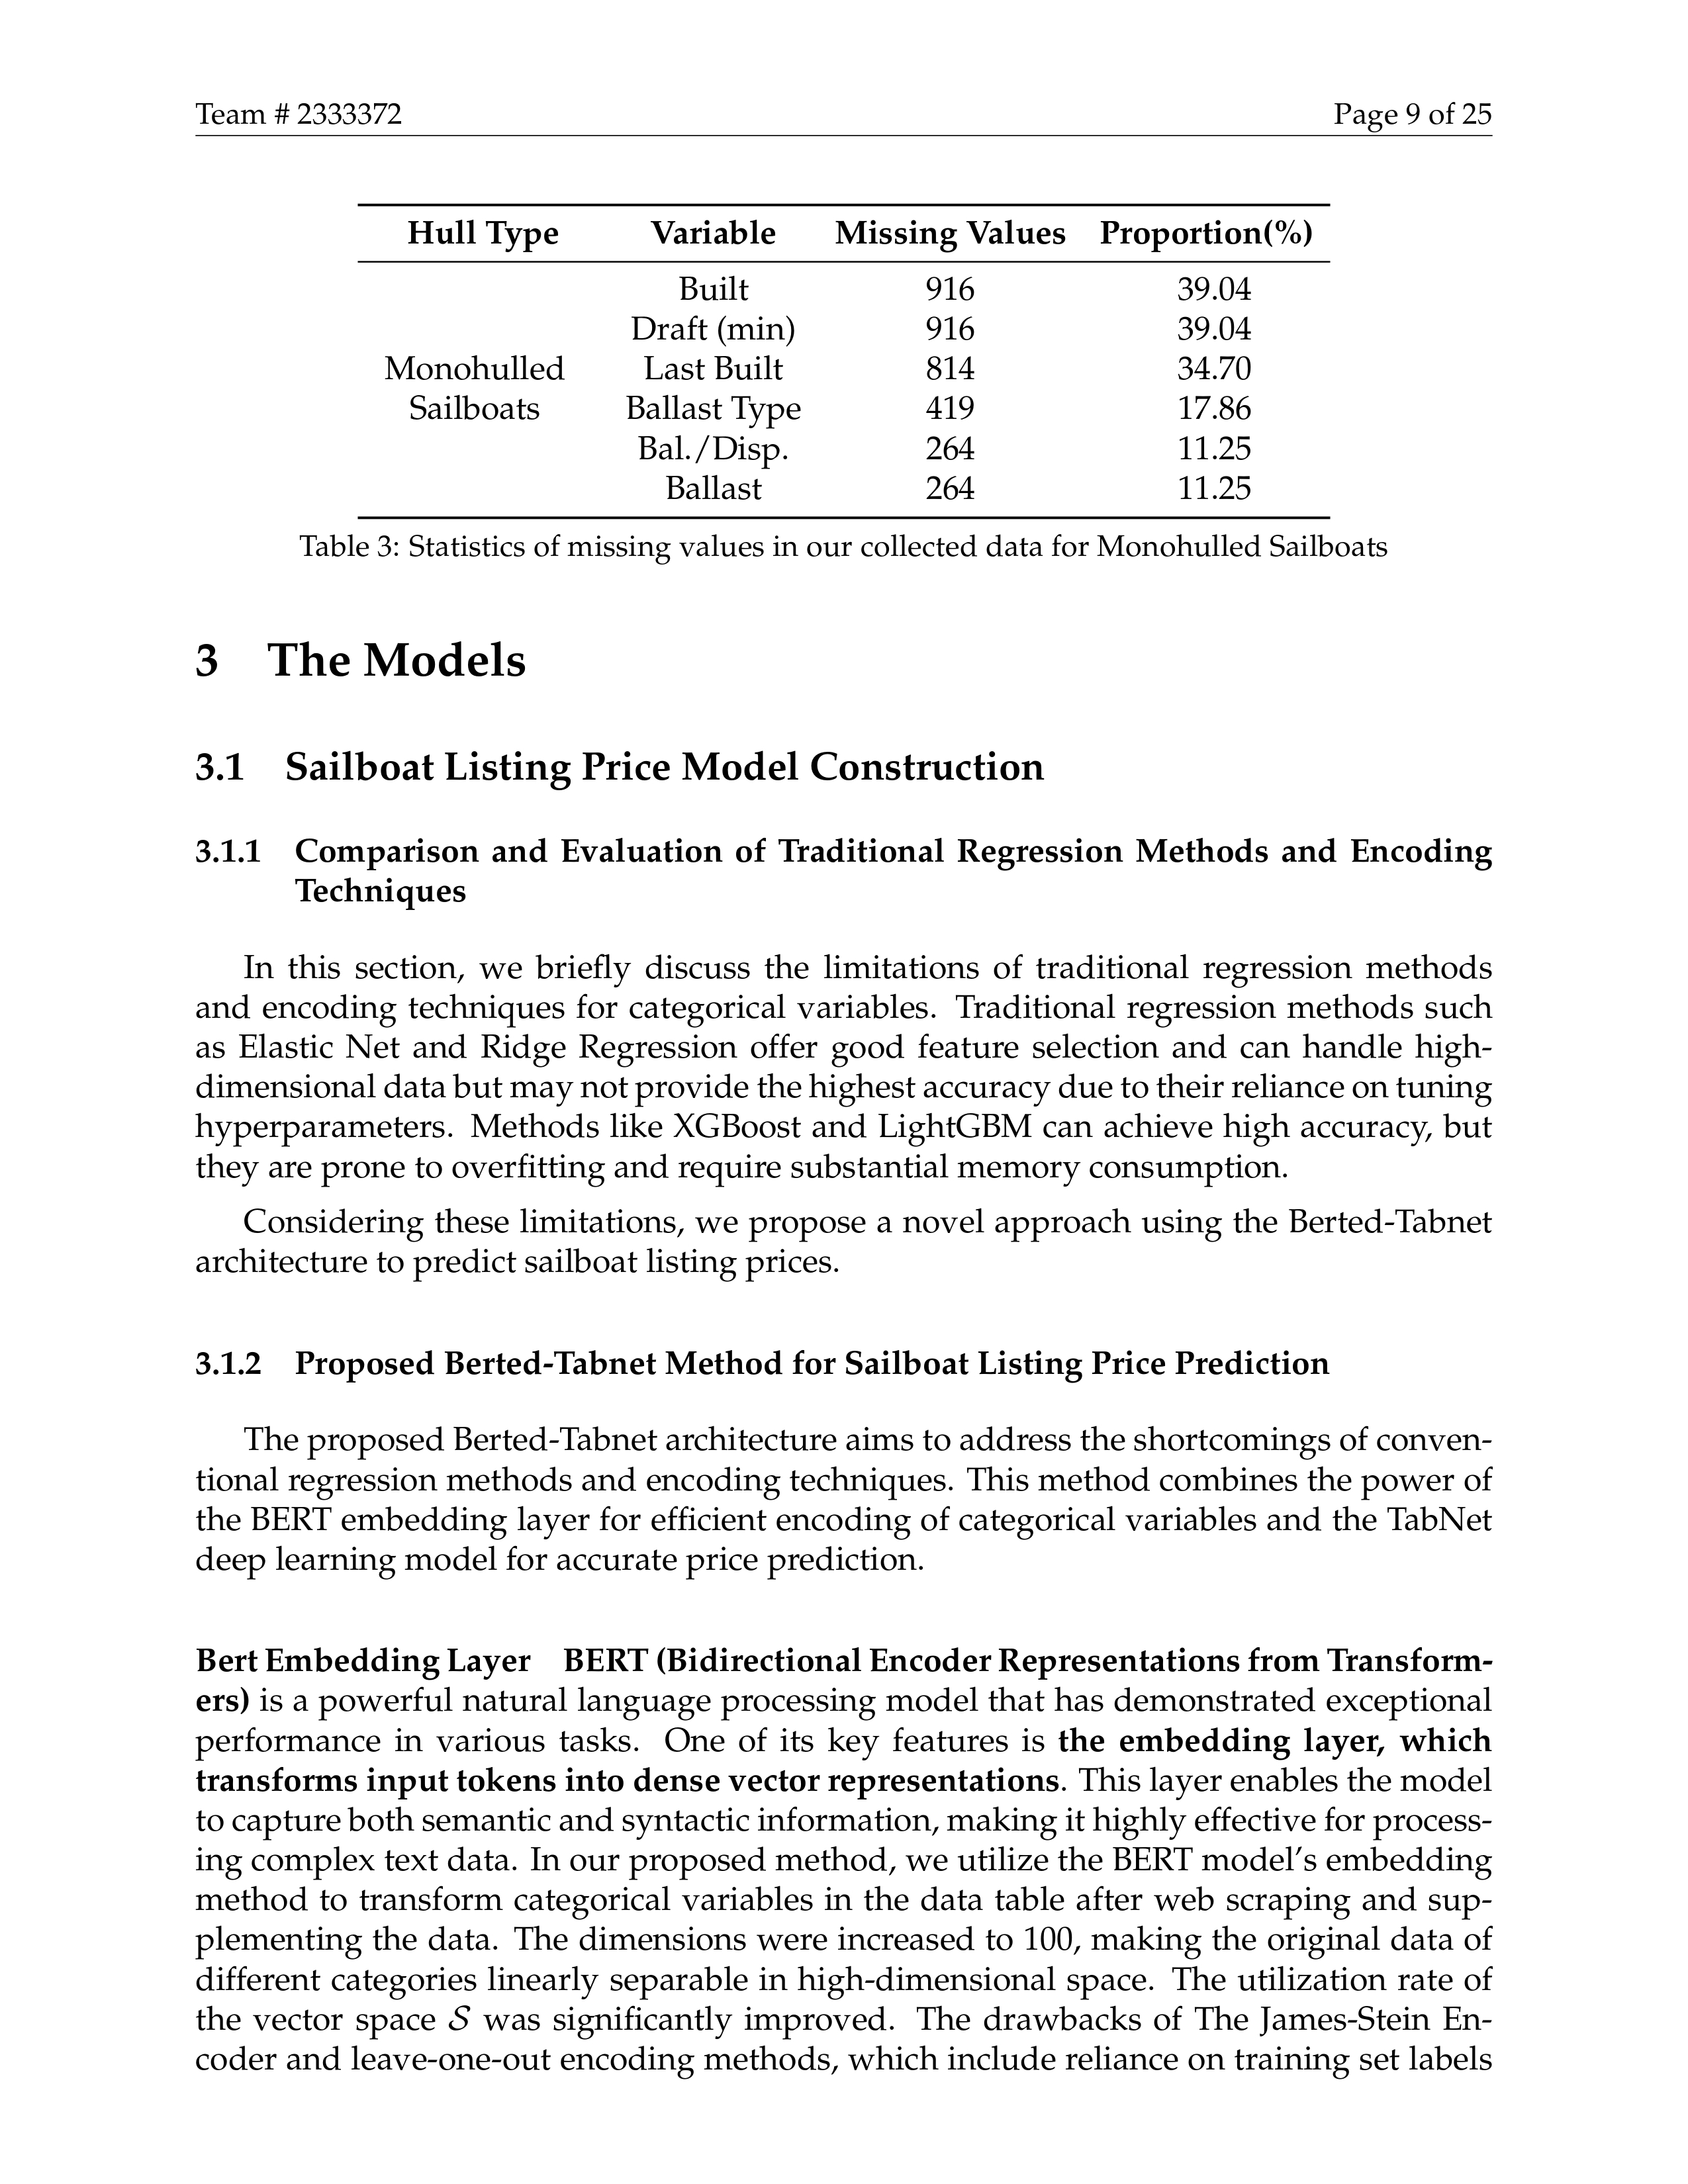 Team # 2333372 Page 9 of 25
Hull Type Variable Missing Values Proportion(%)
Built 916 39.04
Draft (min) 916 39.04
Monohulled Last Built 814 34.70
Sailboats Ballast Type 419 17.86
Bal./Disp. 264 11.25
Ballast 264 11.25
Table 3: Statistics of missing values in our collected data for Monohulled Sailboats
3 The Models
3.1 Sailboat Listing Price Model Construction
3.1.1 Comparison and Evaluation of Traditional Regression Methods and Encoding
Techniques
In this section, we briefly discuss the limitations of traditional regression methods
and encoding techniques for categorical variables. Traditional regression methods such
as Elastic Net and Ridge Regression offer good feature selection and can handle high-
dimensional data but may not provide the highest accuracy due to their reliance on tuning
hyperparameters. Methods like XGBoost and LightGBM can achieve high accuracy, but
they are prone to overfitting and require substantial memory consumption.
Considering these limitations, we propose a novel approach using the Berted-Tabnet
architecture to predict sailboat listing prices.
3.1.2 Proposed Berted-Tabnet Method for Sailboat Listing Price Prediction
The proposed Berted-Tabnet architecture aims to address the shortcomings of conven-
tional regression methods and encoding techniques. This method combines the power of
the BERT embedding layer for efficient encoding of categorical variables and the TabNet
deep learning model for accurate price prediction.
Bert Embedding Layer BERT (Bidirectional Encoder Representations from Transform-
ers) is a powerful natural language processing model that has demonstrated exceptional
performance in various tasks. One of its key features is the embedding layer, which
transforms input tokens into dense vector representations. This layer enables the model
to capture both semantic and syntactic information, making it highly effective for process-
ing complex text data. In our proposed method, we utilize the BERT model's embedding
method to transform categorical variables in the data table after web scraping and sup-
plementing the data. The dimensions were increased to 100, making the original data of
different categories linearly separable in high-dimensional space. The utilization rate of
the vector space 𝒮 was significantly improved. The drawbacks of The James-Stein En-
coder and leave-one-out encoding methods, which include reliance on training set labels